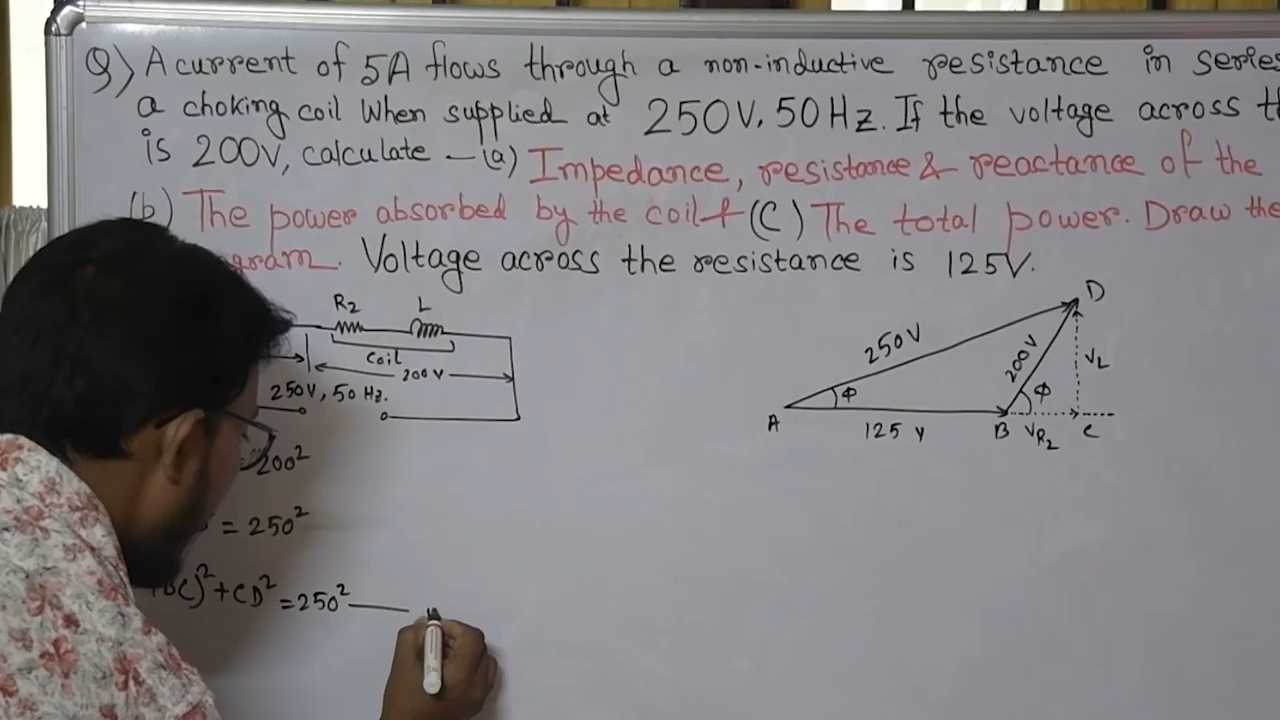 Q) A current of 5A flows through a non-inductive resistance in series
a choking coil when supplied at 250V, 50Hz. If the voltage across
is 200V, calculate – (a) Impedance, resistance & reactance of the
(b) The power absorbed by the coil & (C) The total power. Draw the
gram. Voltage across the resistance is 125V.
R2 L
Coil
200 V
250V, 50 Hz.
200²
= 250²
C)²+CD² =250²
D
250V
200V
VL
Φ
Φ
A
125 V
B
VR2
C